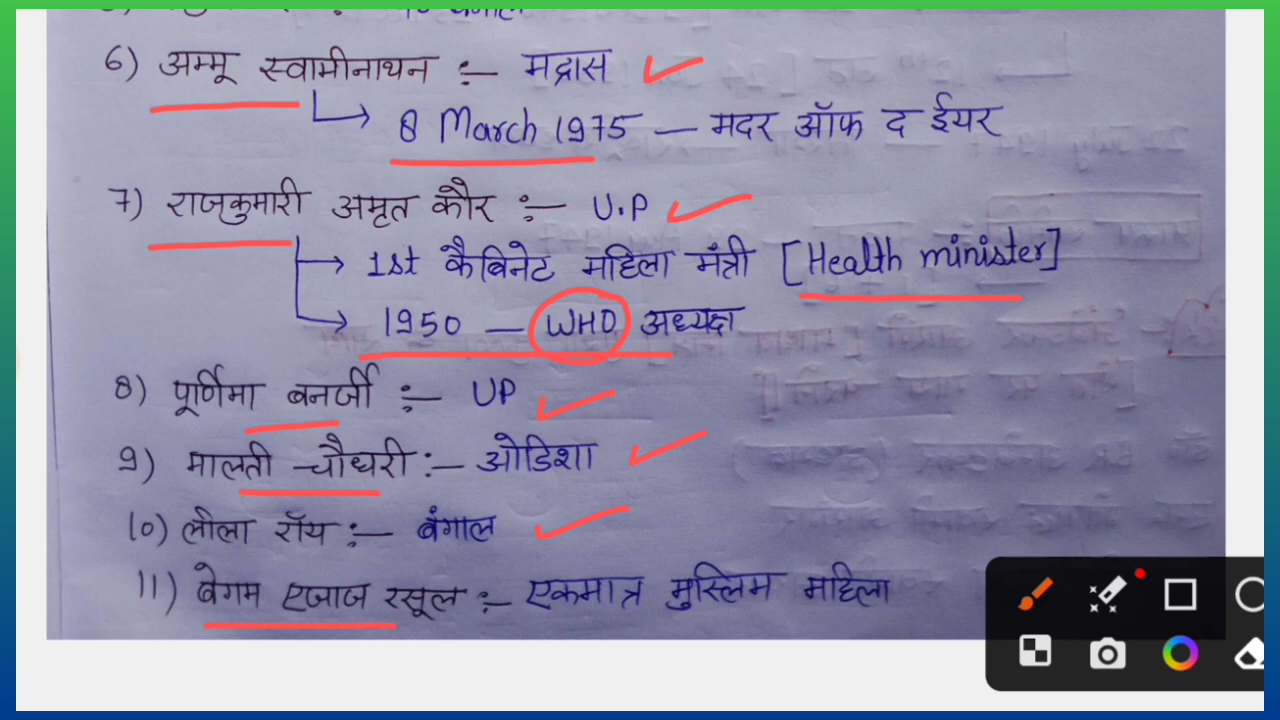 6) अम्मू स्वामीनाथन :- मद्रास
8 March 1975 - मदर ऑफ द ईयर
7) राजकुमारी अमृत कौर :- U.P
1st कैबिनेट महिला मंत्री [Health minister]
1950 - WHO अध्यक्ष
8) पूर्णिमा बनर्जी :- UP
9) मालती चौधरी :- ओडिशा
10) लीला रॉय :- बंगाल
11) बेगम एजाज रसूल :- एकमात्र मुस्लिम महिला